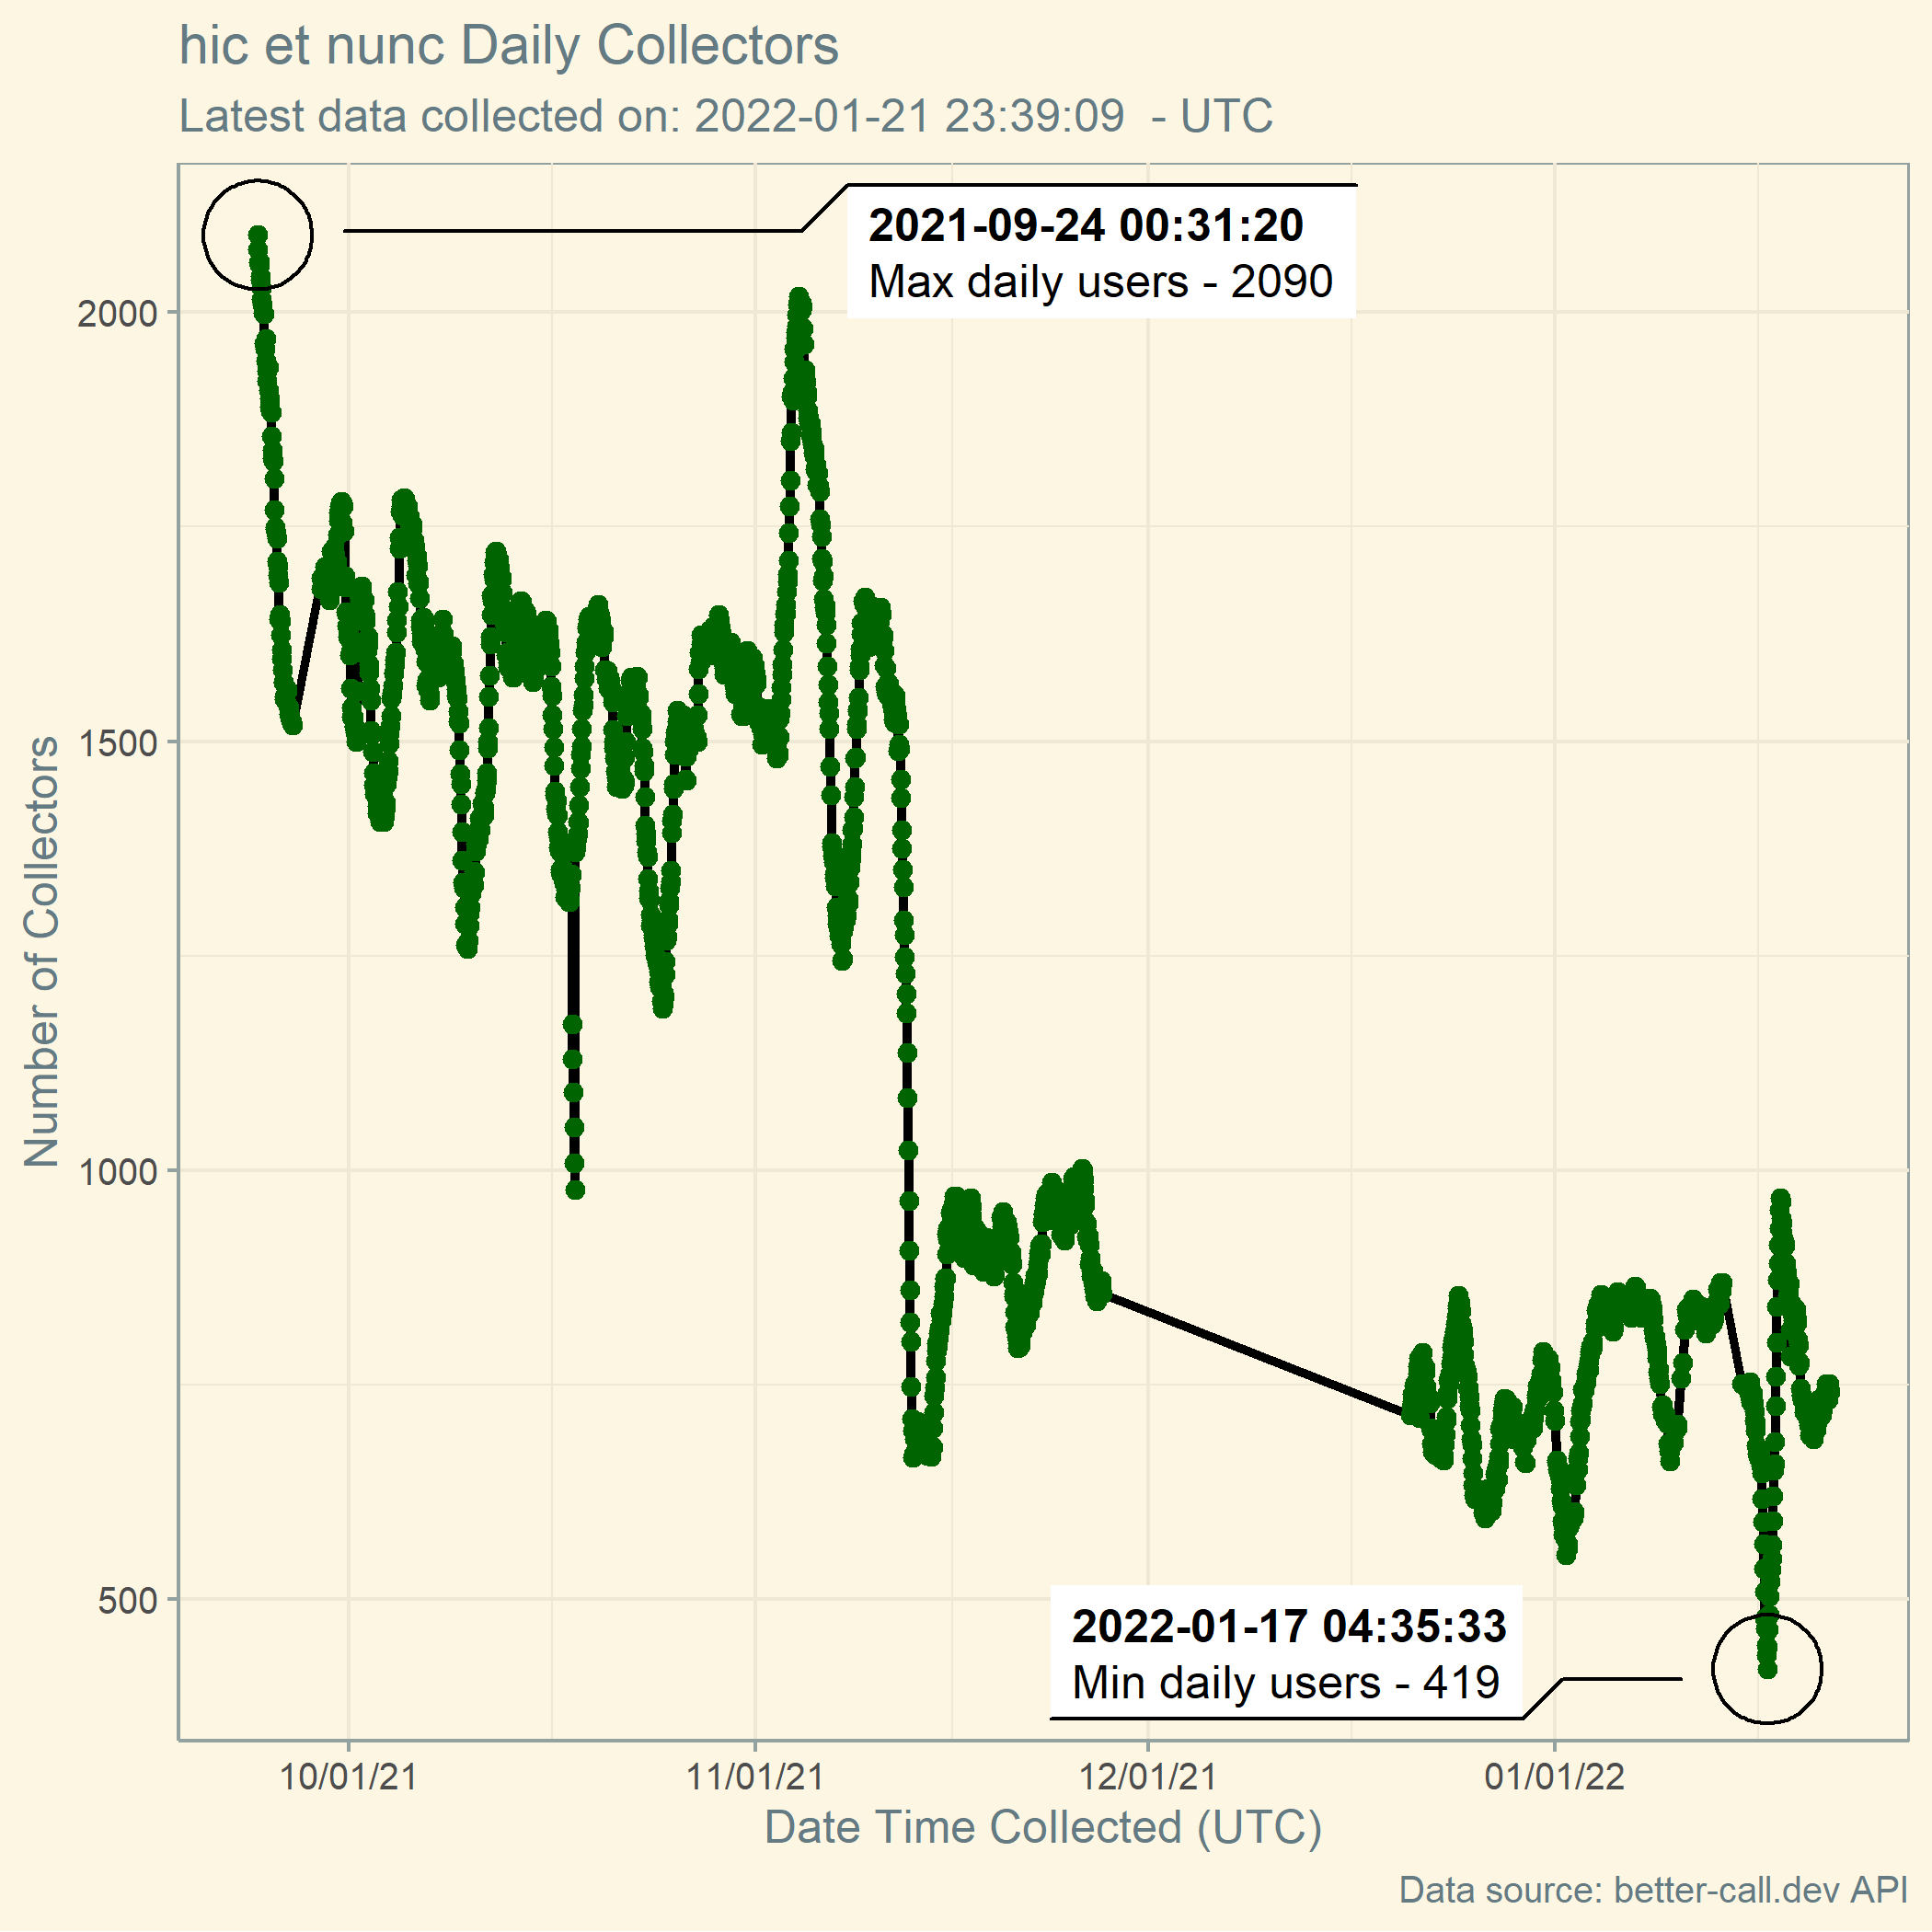 hic et nunc Daily Collectors
Latest data collected on: 2022-01-21 23:39:09  - UTC
2021-09-24 00:31:20
Max daily users - 2090
2000
1500
1000
500
Number of Collectors
2022-01-17 04:35:33
Min daily users - 419
10/01/21
11/01/21
12/01/21
01/01/22
Date Time Collected (UTC)
Data source: better-call.dev API